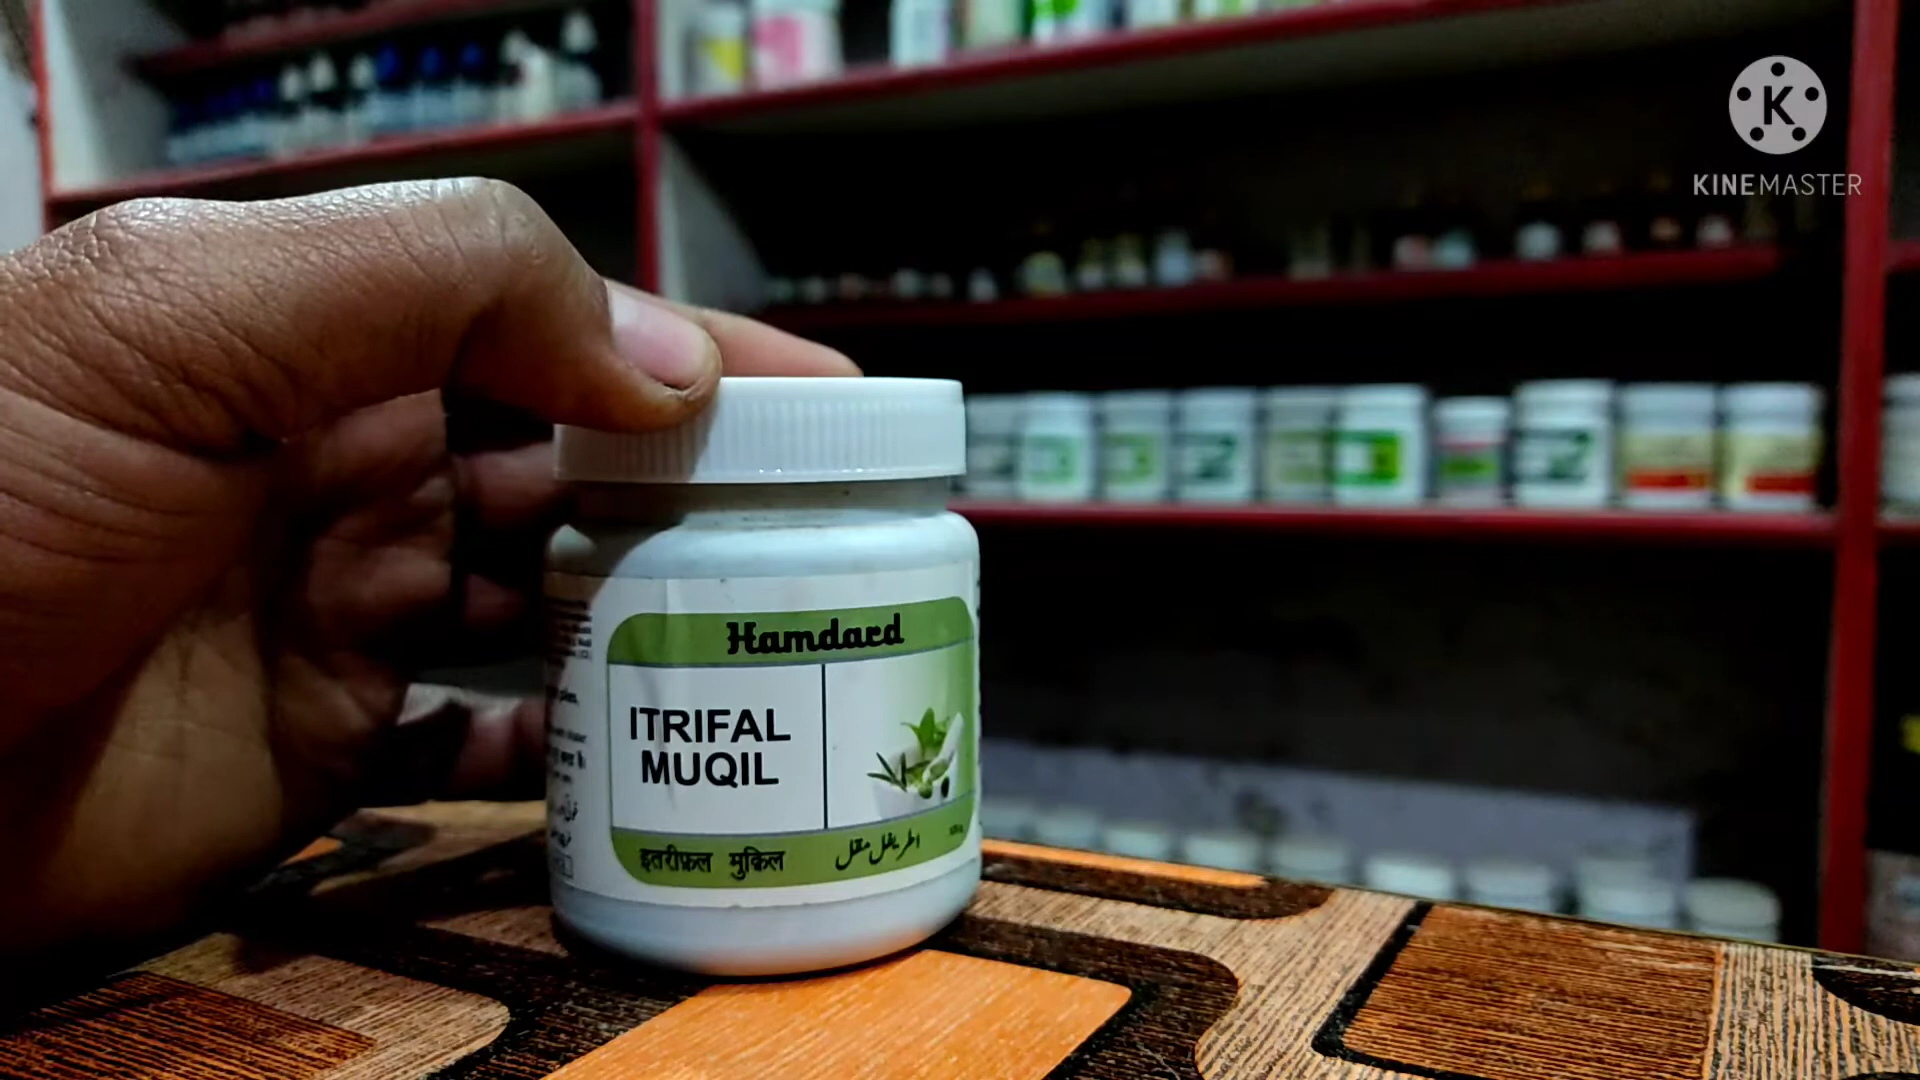 K
KINEMASTER
Hamdard
ITRIFAL
MUQIL
इतरीफ़ल मुक़िल
اطریفل مقل